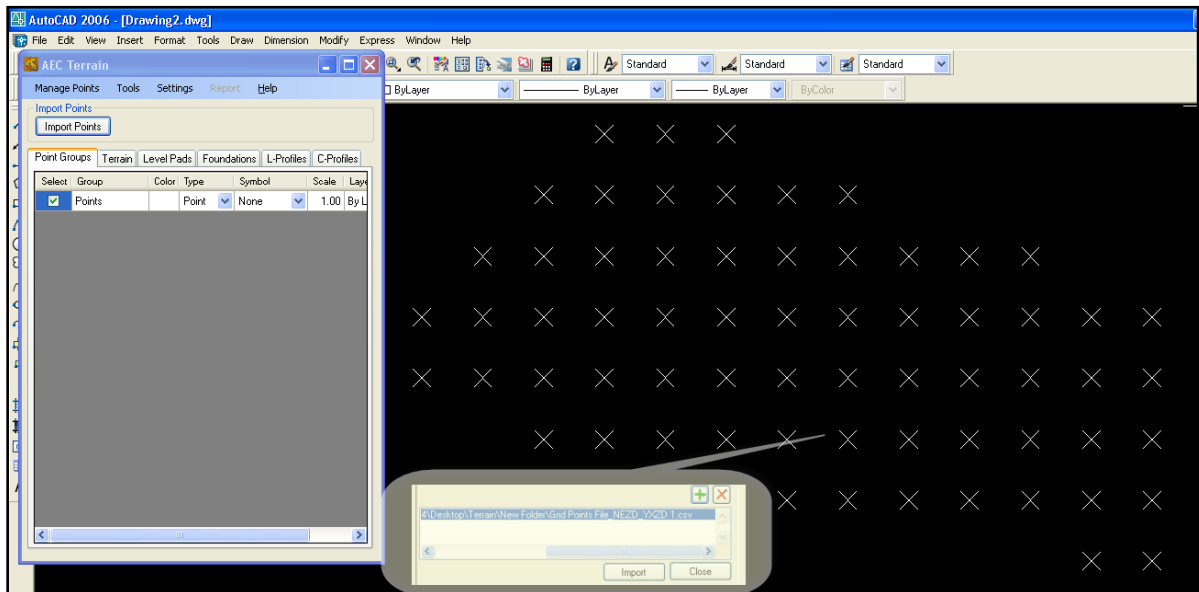 AutoCAD 2006 - [Drawing2.dwg]
File Edit View Insert Format Tools Draw Dimension Modify Express Window Help
AEC Terrain
Standard Standard Standard
Manage Points Tools Settings Report Help
ByLayer ByLayer ByLayer ByColor
Import Points
Import Points
Point Groups Terrain Level Pads Foundations L-Profiles C-Profiles
Select Group Color Type Symbol Scale Laye
Points Point None 1.00 By L
4\Desktop\Terrain\New Folder\Grid Points File_NEZD_YXZD 1.csv
Import Close